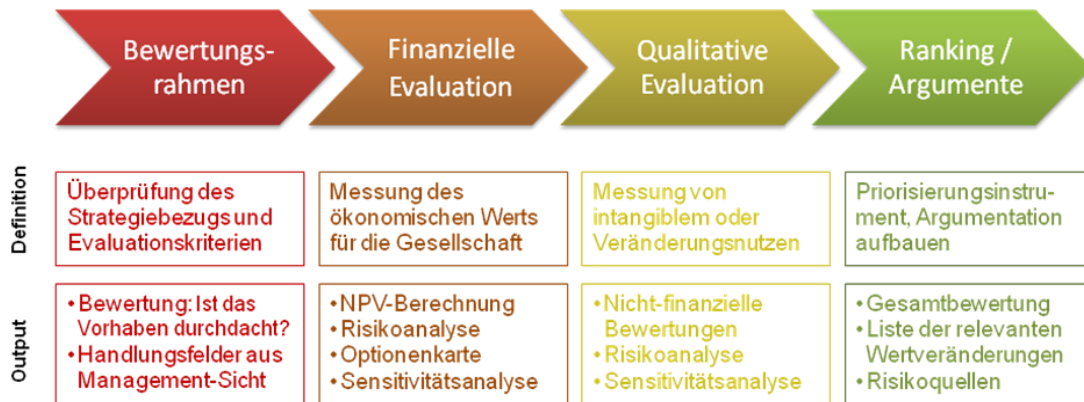 Bewertungs-
rahmen
Finanzielle
Evaluation
Qualitative
Evaluation
Ranking /
Argumente
Definition
Überprüfung des
Strategiebezugs und
Evaluationskriterien
Messung des
ökonomischen Werts
für die Gesellschaft
Messung von
intangiblem oder
Veränderungsnutzen
Priorisierungsinstru-
ment, Argumentation
aufbauen
Output
• Bewertung: Ist das
Vorhaben durchdacht?
• Handlungsfelder aus
Management-Sicht
• NPV-Berechnung
• Risikoanalyse
• Optionenkarte
• Sensitivitätsanalyse
• Nicht-finanzielle
Bewertungen
• Risikoanalyse
• Sensitivitätsanalyse
• Gesamtbewertung
• Liste der relevanten
Wertveränderungen
• Risikoquellen